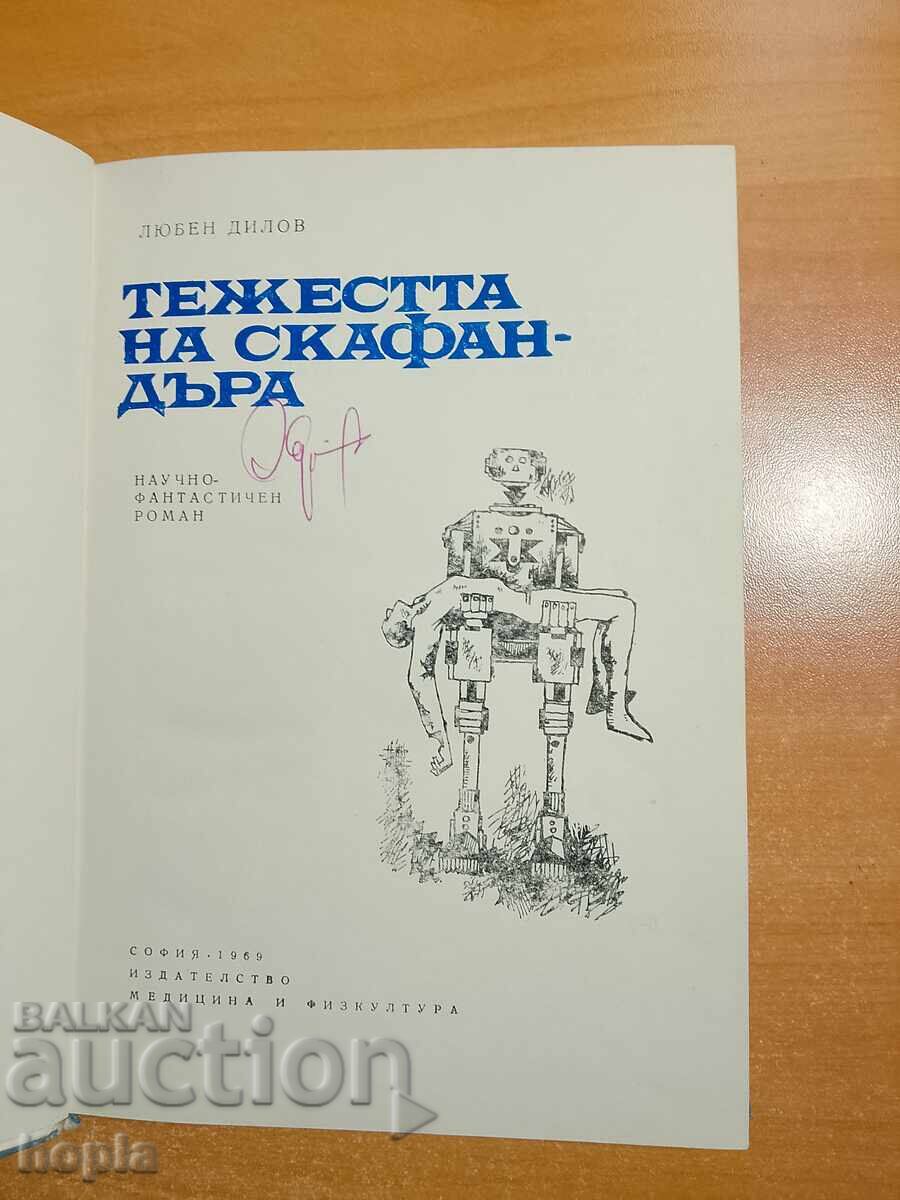 ЛЮБЕН ДИЛОВ
ТЕЖЕСТТА
НА СКАФАН-
ДЪРА
НАУЧНО-
ФАНТАСТИЧЕН
РОМАН
СОФИЯ . 1969
ИЗДАТЕЛСТВО
МЕДИЦИНА И ФИЗКУЛТУРА
BALKAN
auction
hopla